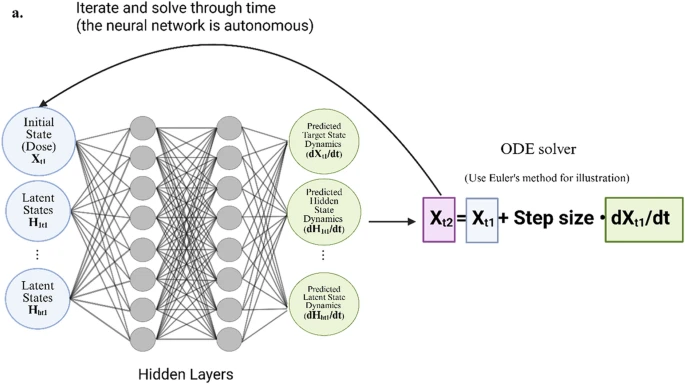 a.
Iterate and solve through time
(the neural network is autonomous)
Initial
State
(Dose)
Xt1
Latent
States
H1t1
⋮
Latent
States
Hht1
Hidden Layers
Predicted
Target State
Dynamics
(dXt1/dt)
Predicted
Hidden
State
Dynamics
(dH1t1/dt)
⋮
Predicted
Latent State
Dynamics
(dHht1/dt)
ODE solver
(Use Euler's method for illustration)
Xt2 = Xt1 + Step size · dXt1/dt